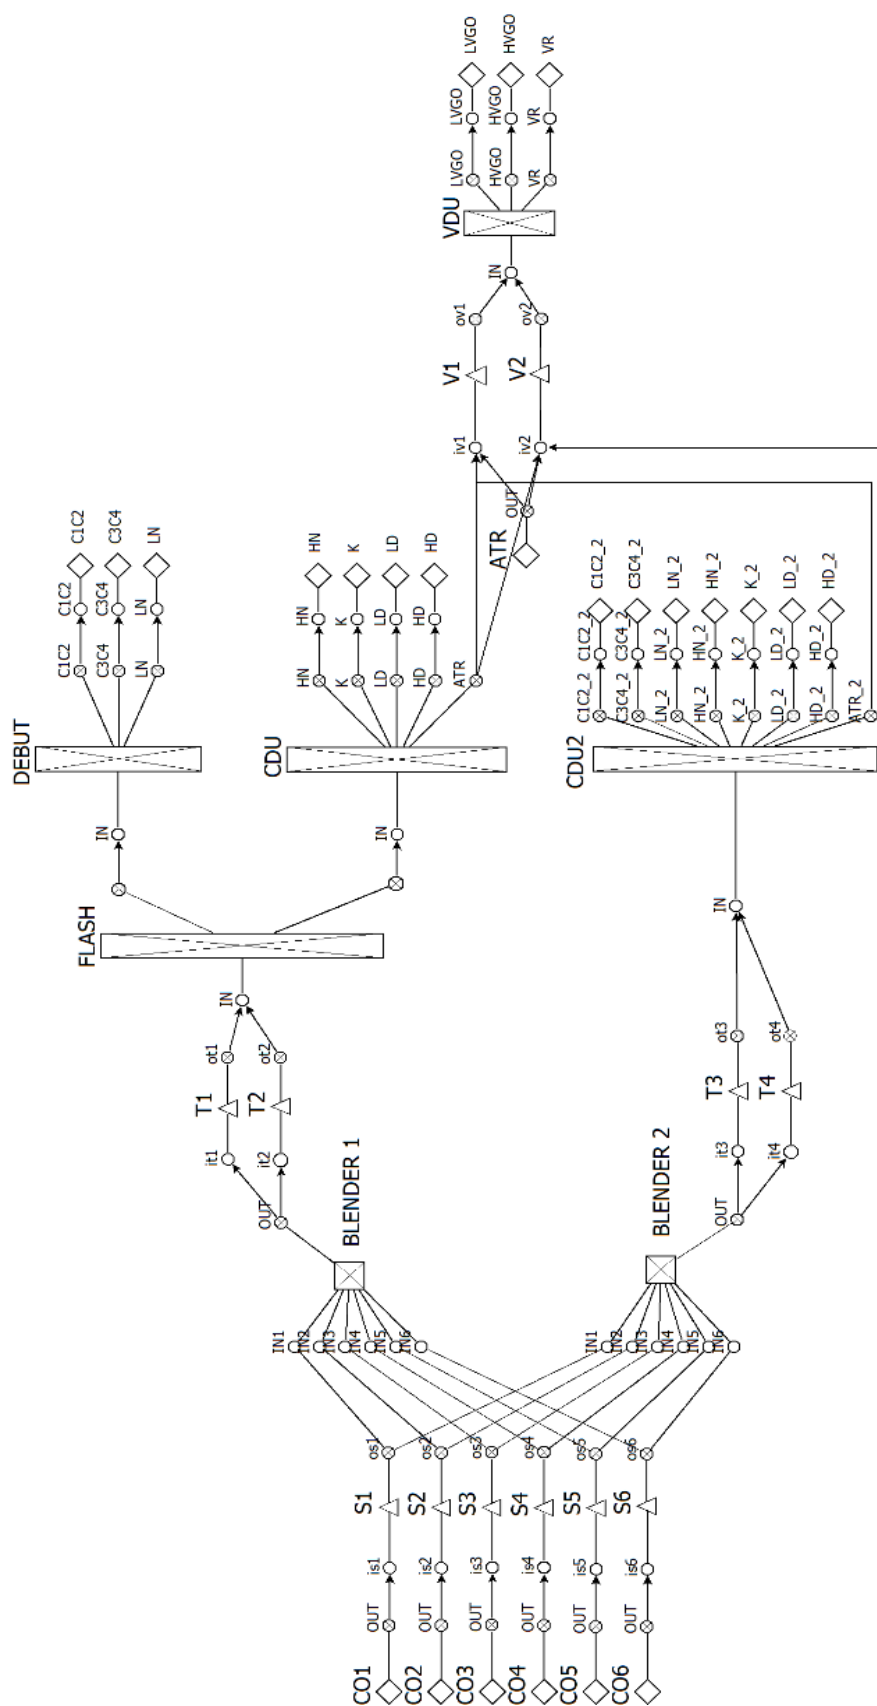 LVGO
HVGO
VR
LVGO
HVGO
VR
LVGO
HVGO
VR
VDU
IN
ov1
ov2
V1
V2
iv1
iv2
OUT
ATR
C1C2
C3C4
LN
C1C2
C3C4
LN
C1C2
C3C4
LN
DEBUT
IN
HN
K
LD
HD
HN
K
LD
HD
HN
K
LD
HD
ATR
CDU
IN
C1C2_2
C3C4_2
LN_2
HN_2
K_2
LD_2
HD_2
C1C2_2
C3C4_2
LN_2
HN_2
K_2
LD_2
HD_2
C1C2_2
C3C4_2
LN_2
HN_2
K_2
LD_2
HD_2
ATR_2
CDU2
IN
FLASH
IN
ot1
ot2
T1
T2
it1
it2
OUT
BLENDER 1
ot3
ot4
T3
T4
it3
it4
OUT
BLENDER 2
IN1
IN2
IN3
IN4
IN5
IN6
IN1
IN2
IN3
IN4
IN5
IN6
os1
os2
os3
os4
os5
os6
S1
S2
S3
S4
S5
S6
is1
is2
is3
is4
is5
is6
OUT
OUT
OUT
OUT
OUT
OUT
CO1
CO2
CO3
CO4
CO5
CO6